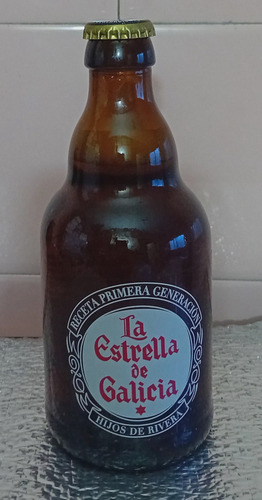 RECETA PRIMERA GENERACIÓN
La
Estrella
de
Galicia
HIJOS DE RIVERA